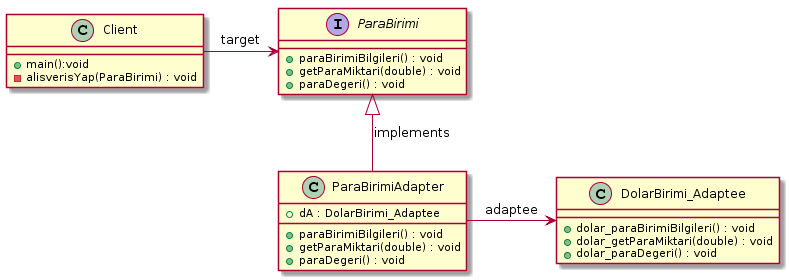 C Client
+ main():void
alisverisYap(ParaBirimi) : void
target
I ParaBirimi
paraBirimiBilgileri() : void
getParaMiktari(double) : void
paraDegeri() : void
implements
C ParaBirimiAdapter
dA : DolarBirimi_Adaptee
paraBirimiBilgileri() : void
getParaMiktari(double) : void
paraDegeri() : void
adaptee
C DolarBirimi_Adaptee
dolar_paraBirimiBilgileri() : void
dolar_getParaMiktari(double) : void
dolar_paraDegeri() : void